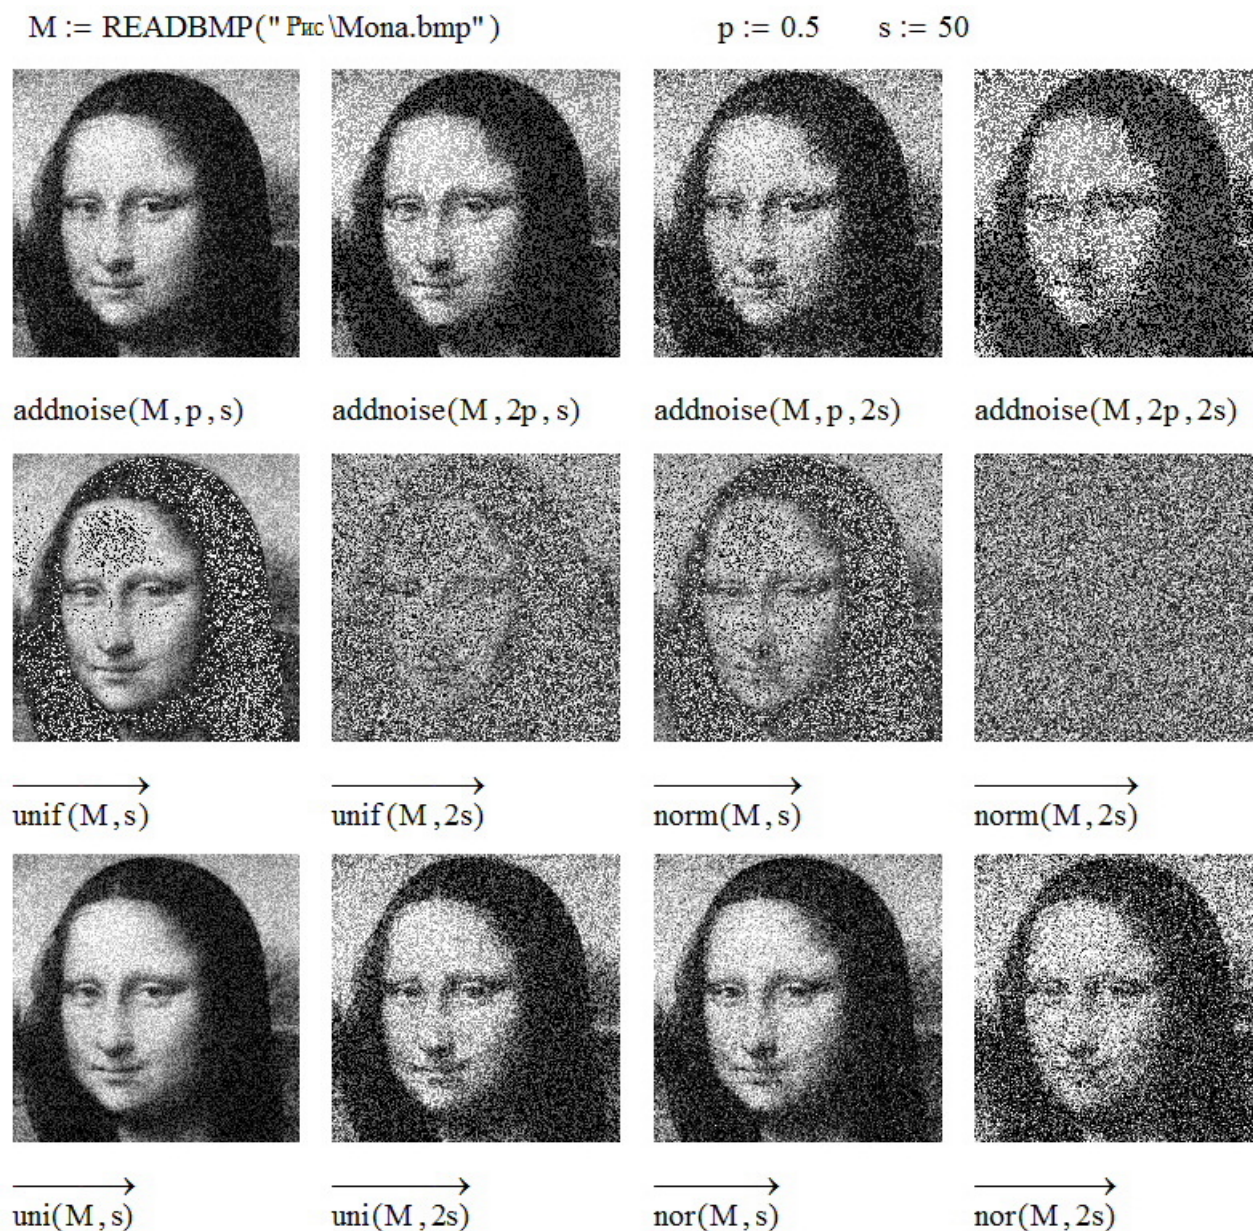 M := READBMP("Рис\Mona.bmp") p := 0.5 s := 50
addnoise(M,p,s) addnoise(M,2p,s) addnoise(M,p,2s) addnoise(M,2p,2s)
unif(M,s) unif(M,2s) norm(M,s) norm(M,2s)
uni(M,s) uni(M,2s) nor(M,s) nor(M,2s)